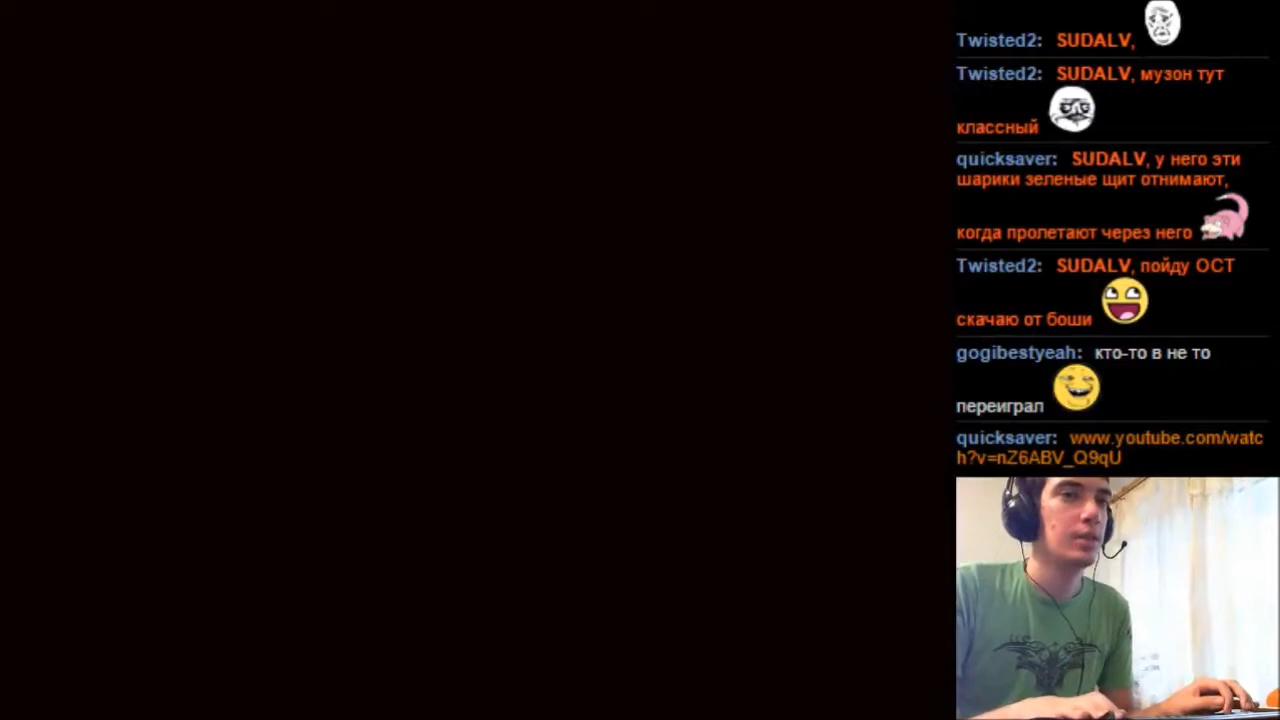 Twisted2: SUDALV,
Twisted2: SUDALV, музон тут
классный
quicksaver: SUDALV, у него эти
шарики зеленые щит отнимают,
когда пролетают через него
Twisted2: SUDALV, пойду ОСТ
скачаю от боши
gogibestyeah: кто-то в не то
переиграл
quicksaver: www.youtube.com/watc
h?v=nZ6ABV_Q9qU